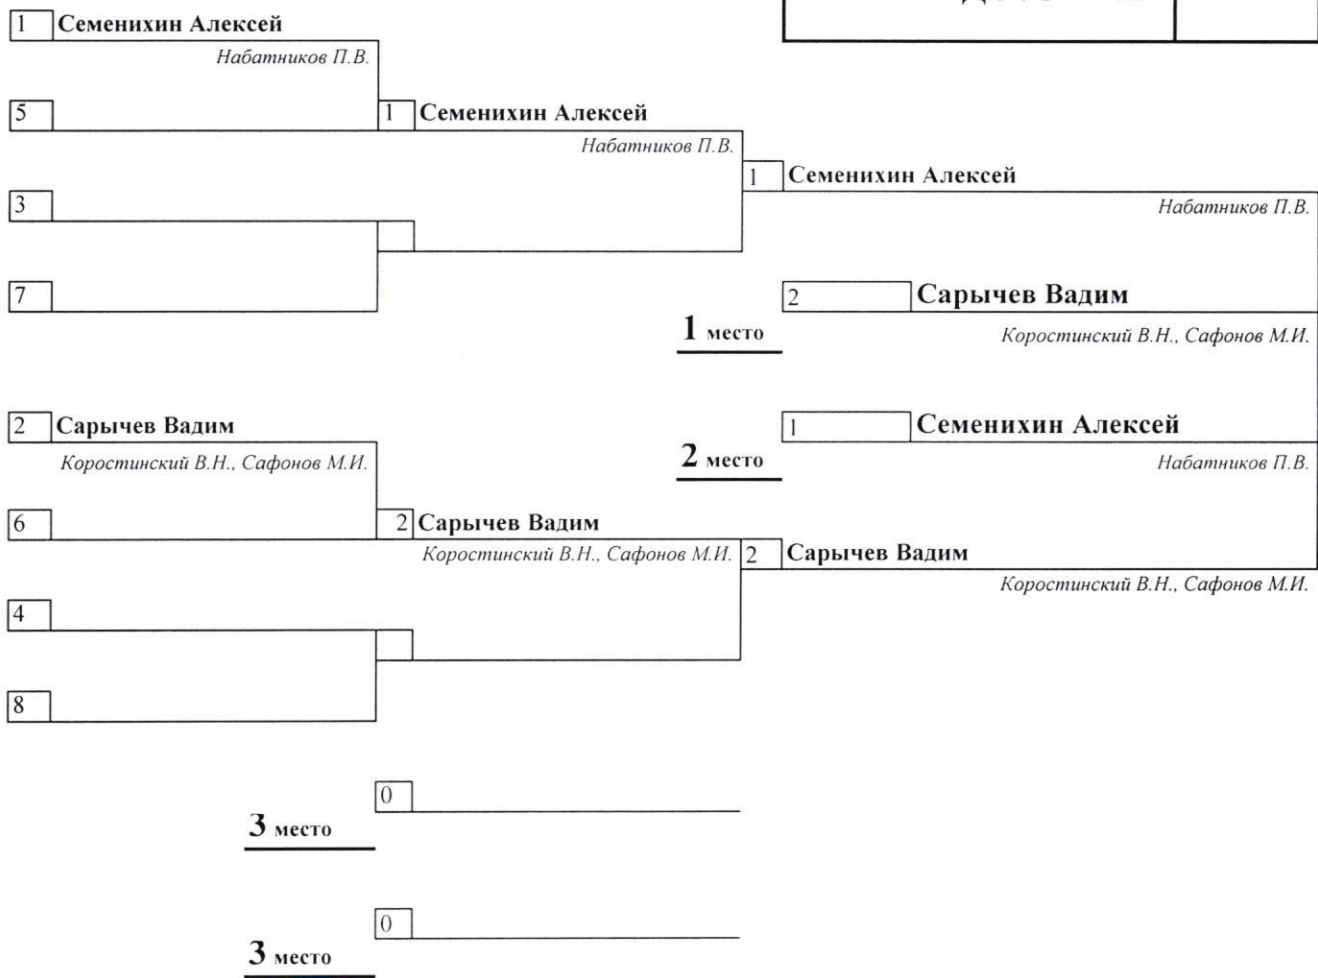 1 Семенихин Алексей
Набатников П.В.
5
1 Семенихин Алексей
Набатников П.В.
1 Семенихин Алексей
Набатников П.В.
3
7
2 Сарычев Вадим
1 место
Коростинский В.Н., Сафонов М.И.
2 Сарычев Вадим
Коростинский В.Н., Сафонов М.И.
1 Семенихин Алексей
2 место
Набатников П.В.
6
2 Сарычев Вадим
Коростинский В.Н., Сафонов М.И.
2 Сарычев Вадим
Коростинский В.Н., Сафонов М.И.
4
8
0
3 место
0
3 место